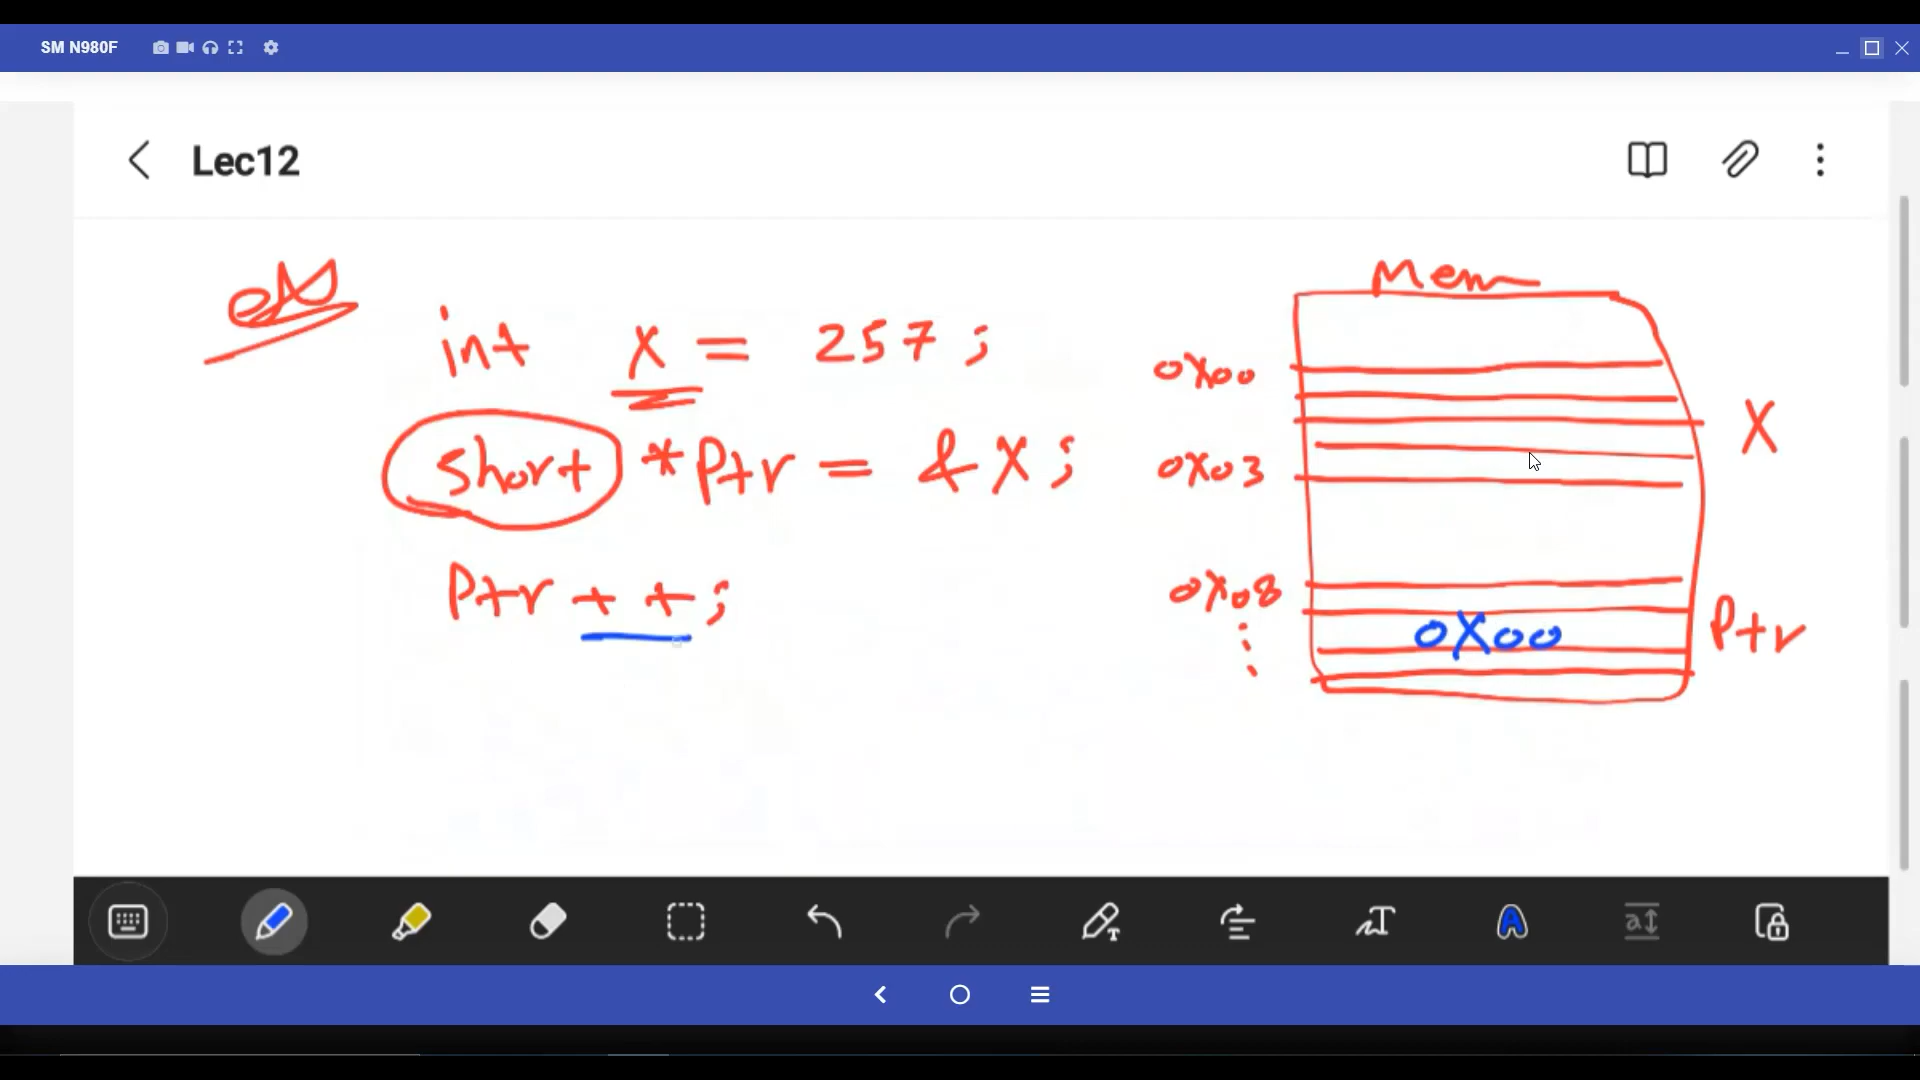 SM N980F
Lec12
int x = 257;
short *Ptr = &X;
Ptr ++;
Mem
0X00
X
0X03
0X08
0X00
Ptr